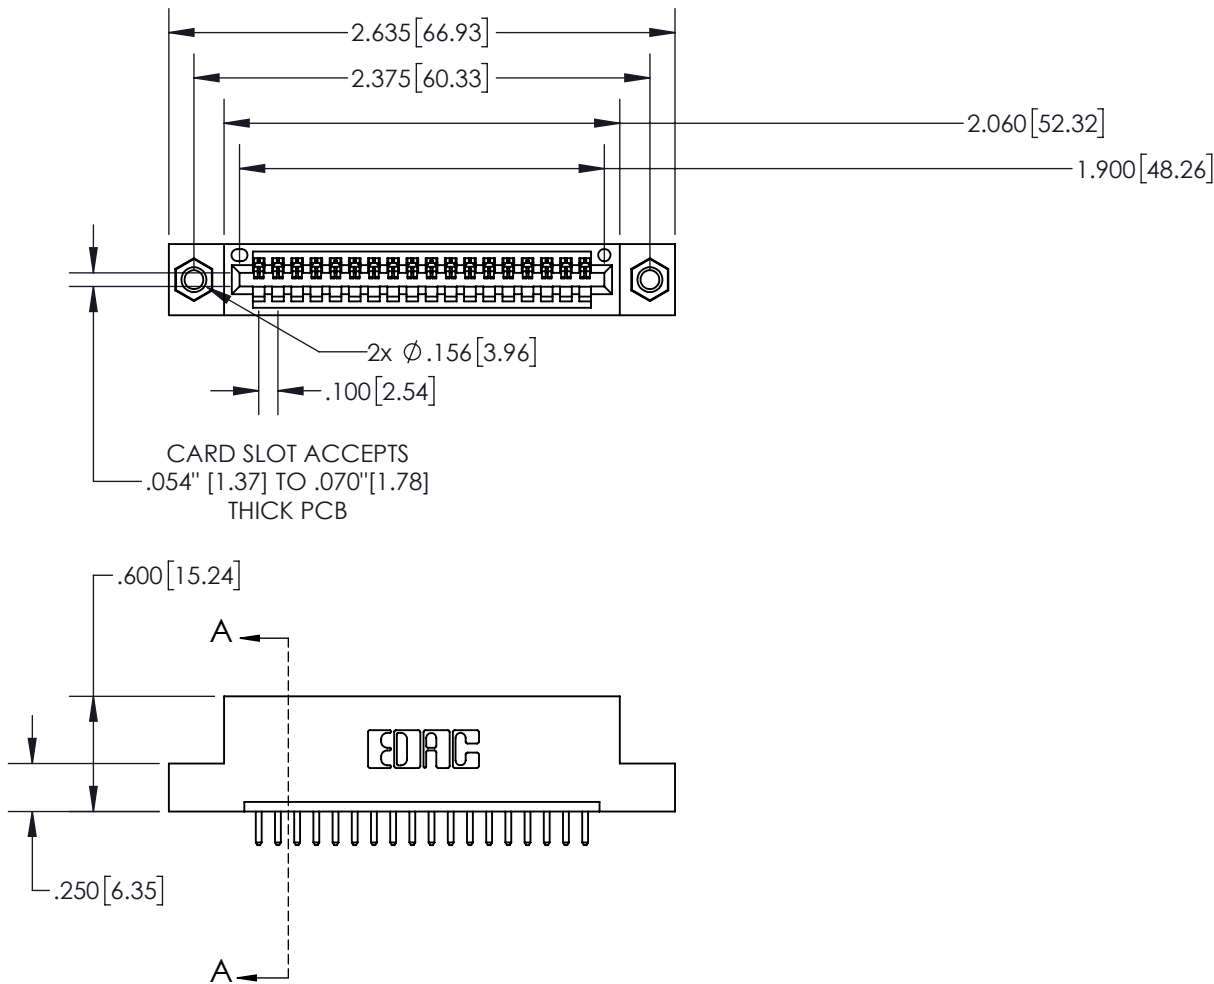 2.635[66.93]
2.375[60.33]
2.060[52.32]
1.900[48.26]
2x Ø.156[3.96]
.100[2.54]
CARD SLOT ACCEPTS
.054" [1.37] TO .070"[1.78]
THICK PCB
.600[15.24]
A
EDAC
.250[6.35]
A